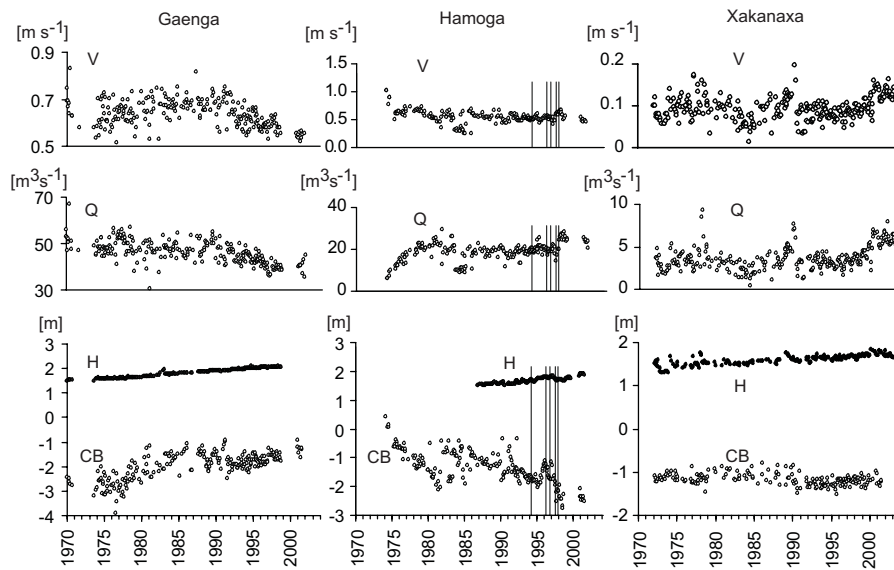 Gaenga
Hamoga
Xakanaxa
[m s-1]
[m s-1]
[m s-1]
0.9
0.7
0.5
V
1.5
1.0
0.5
0.0
V
0.2
0.1
0
V
[m3s-1]
[m3s-1]
[m3s-1]
70
50
30
Q
40
20
0
Q
10
5
0
Q
[m]
[m]
[m]
3
2
1
0
-1
-2
-3
-4
H
CB
3
2
1
0
-1
-2
-3
H
CB
2
1
0
-1
-2
H
CB
1970
1975
1980
1985
1990
1995
2000
1970
1975
1980
1985
1990
1995
2000
1970
1975
1980
1985
1990
1995
2000